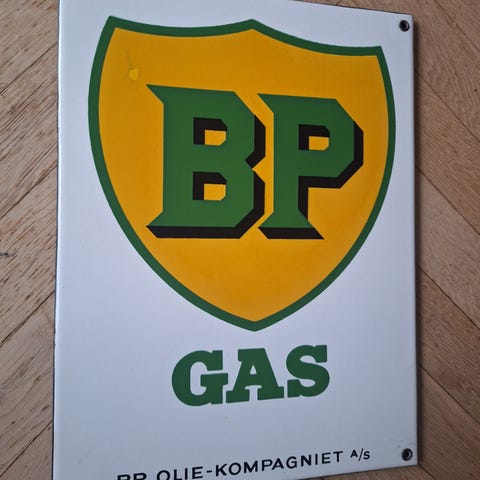 BP
GAS
BP OLIE-KOMPAGNIET A/S